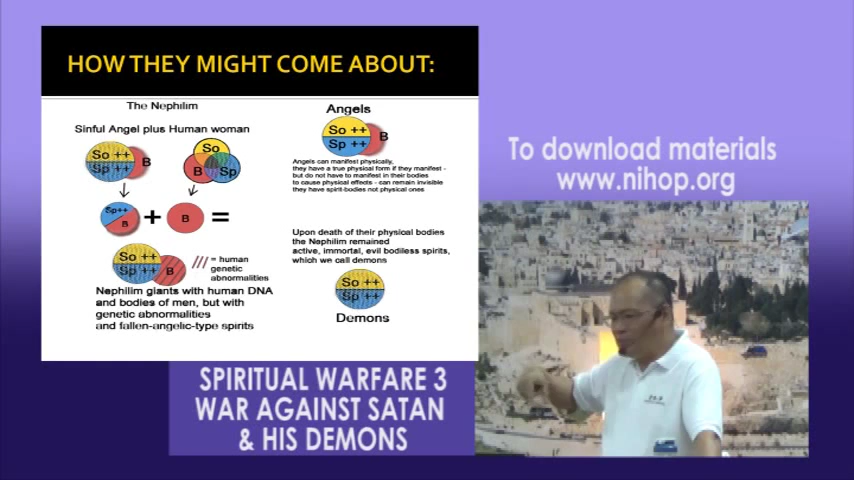 HOW THEY MIGHT COME ABOUT:
The Nephilim
Sinful Angel plus Human woman
So ++
Sp ++
B
So
B
Sp
Sp++
B
+
B
=
So ++
Sp ++
B
/// = human
genetic
abnormalities
Nephilim giants with human DNA
and bodies of men, but with
genetic abnormalities
and fallen-angelic-type spirits
Angels
So ++
Sp ++
B
Angels can manifest physically,
they have a true physical form if they manifest -
but do not have to manifest in their bodies
to cause physical effects - can remain invisible
they have spirit-bodies not physical ones
Upon death of their physical bodies
the Nephilim remained
active, immortal, evil bodiless spirits,
which we call demons
So ++
Sp ++
Demons
To download materials
www.nihop.org
SPIRITUAL WARFARE 3
WAR AGAINST SATAN
& HIS DEMONS